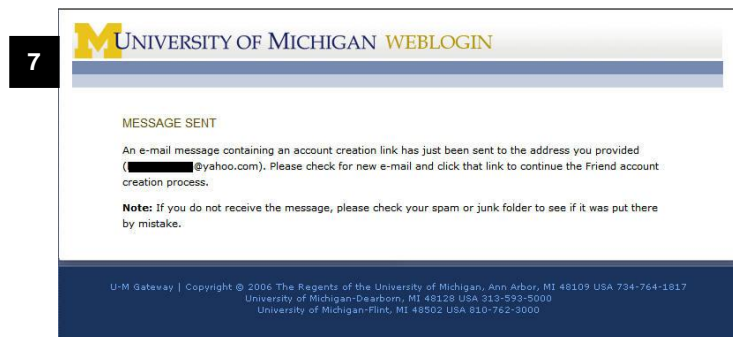 7
UNIVERSITY OF MICHIGAN WEBLOGIN
MESSAGE SENT
An e-mail message containing an account creation link has just been sent to the address you provided
( @yahoo.com). Please check for new e-mail and click that link to continue the Friend account
creation process.
Note: If you do not receive the message, please check your spam or junk folder to see if it was put there
by mistake.
U-M Gateway | Copyright © 2006 The Regents of the University of Michigan, Ann Arbor, MI 48109 USA 734-764-1817
University of Michigan-Dearborn, MI 48128 USA 313-593-5000
University of Michigan-Flint, MI 48502 USA 810-762-3000